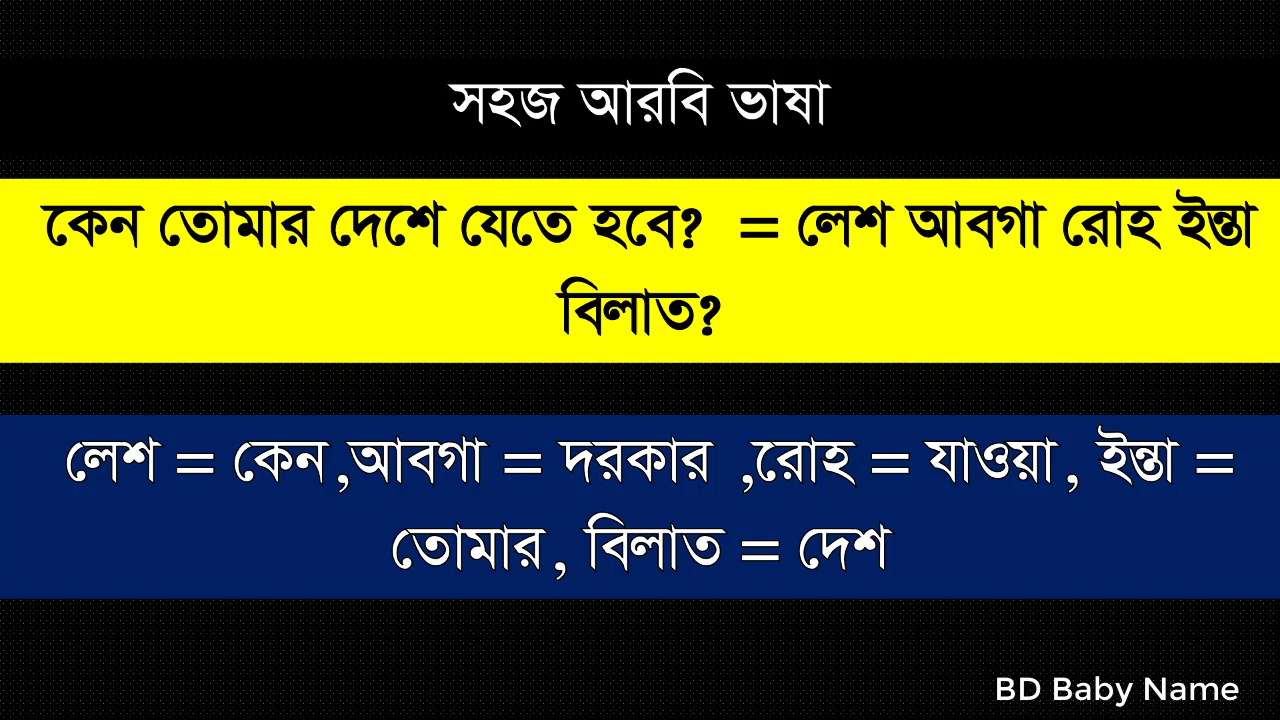 সহজ আরবি ভাষা
কেন তোমার দেশে যেতে হবে? = লেশ আবগা রোহ ইন্তা
বিলাত?
লেশ = কেন ,আবগা = দরকার ,রোহ = যাওয়া , ইন্তা =
তোমার , বিলাত = দেশ
BD Baby Name